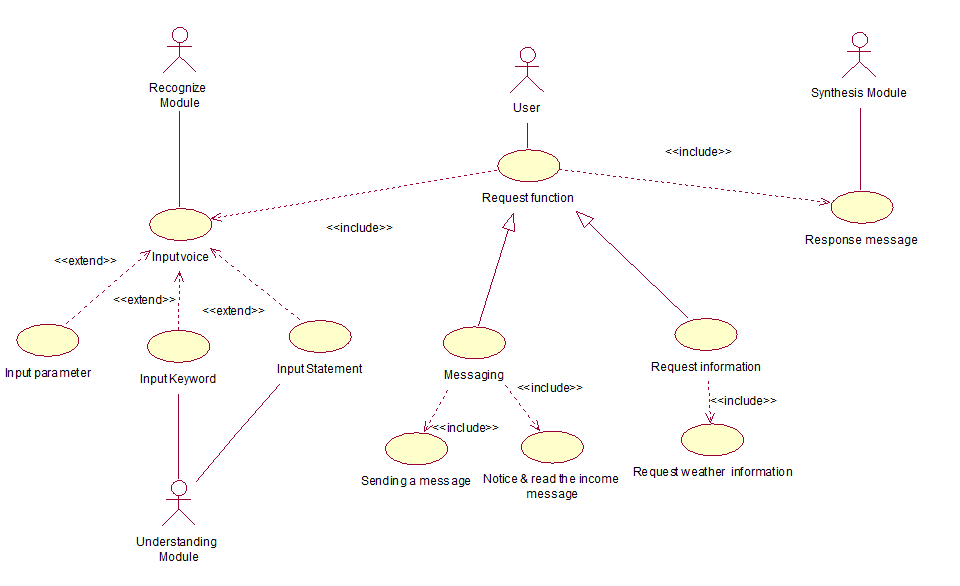 Recognize
Module
User
Synthesis Module
<<include>>
Request function
<<include>>
Response message
Input voice
<<extend>>
<<extend>>
<<extend>>
Input parameter
Input Keyword
Input Statement
Messaging
Request information
<<include>>
<<include>>
<<include>>
Sending a message
Notice & read the income
message
Request weather information
Understanding
Module